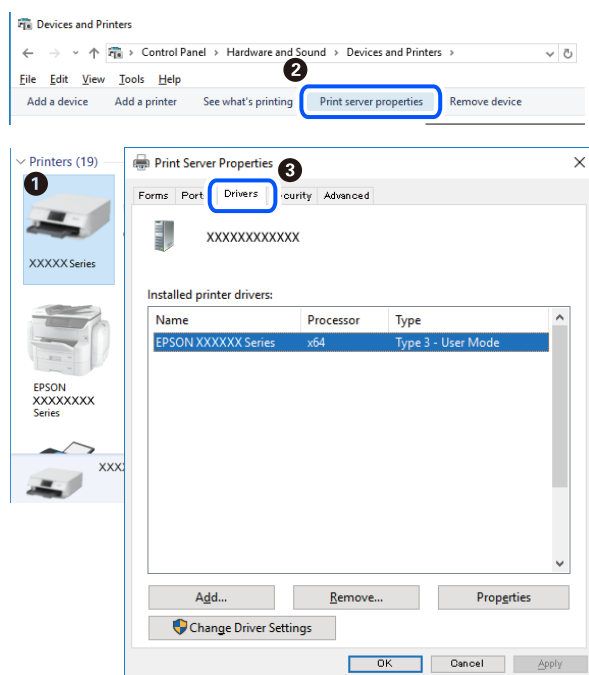 Devices and Printers
Control Panel > Hardware and Sound > Devices and Printers >
2
File Edit View Tools Help
Add a device Add a printer See what's printing Print server properties Remove device
Printers (19)
1
XXXXX Series
EPSON
XXXXXXXX
Series
XXX
Print Server Properties
3
Forms Port Drivers curity Advanced
XXXXXXXXXXXX
Installed printer drivers:
Name Processor Type
EPSON XXXXXX Series x64 Type 3 - User Mode
Add... Remove... Properties
Change Driver Settings
OK Cancel Apply